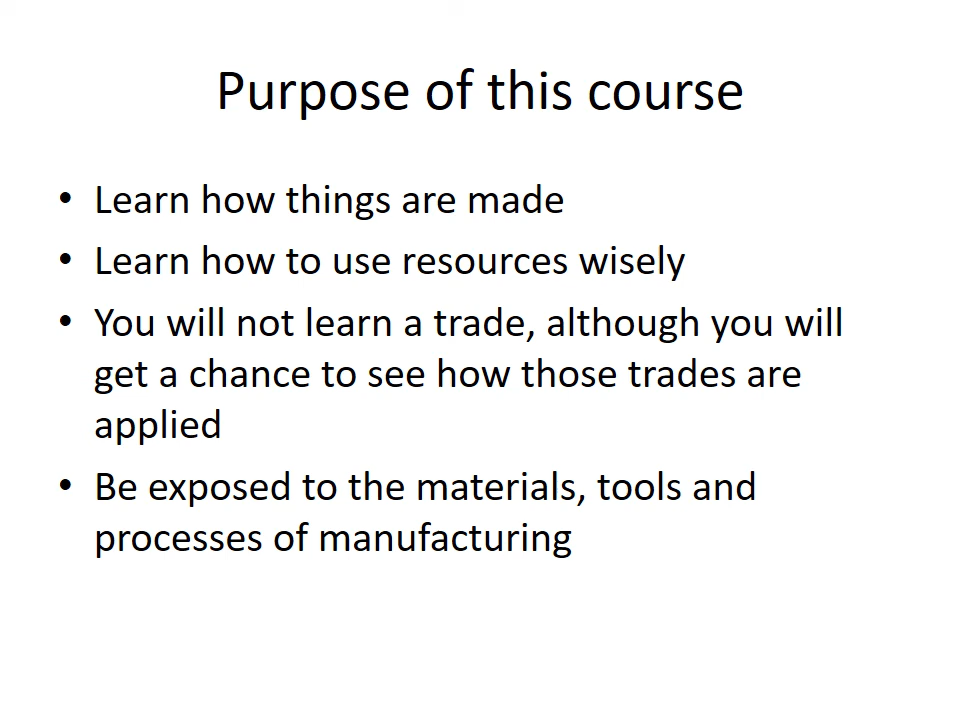 Purpose of this course
• Learn how things are made
• Learn how to use resources wisely
• You will not learn a trade, although you will
get a chance to see how those trades are
applied
• Be exposed to the materials, tools and
processes of manufacturing